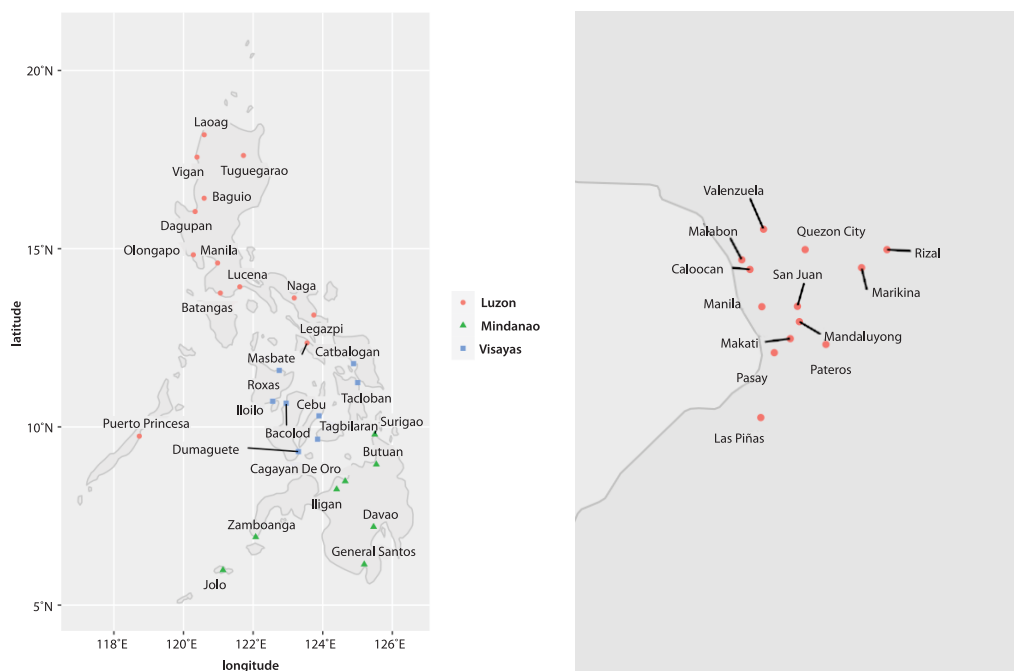 20°N
15°N
10°N
5°N
latitude
118°E
120°E
122°E
124°E
126°E
longitude
Laoag
Vigan
Tuguegarao
Baguio
Dagupan
Olongapo
Manila
Lucena
Batangas
Naga
Legazpi
Masbate
Catbalogan
Roxas
Iloilo
Cebu
Tacloban
Puerto Princesa
Bacolod
Tagbilaran
Surigao
Dumaguete
Butuan
Cagayan De Oro
Iligan
Davao
Zamboanga
General Santos
Jolo
Luzon
Mindanao
Visayas
Valenzuela
Malabon
Quezon City
Rizal
Caloocan
San Juan
Marikina
Manila
Makati
Mandaluyong
Pasay
Pateros
Las Piñas